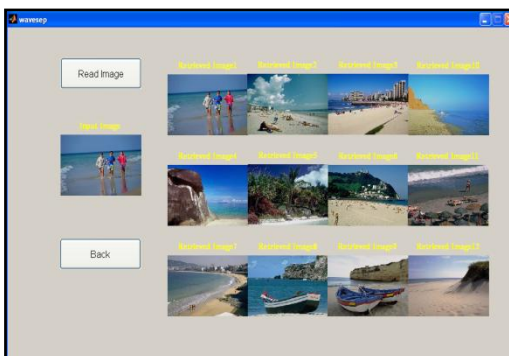 wavesep
Read Image
Input Image
Back
Retrieved Image1
Retrieved Image2
Retrieved Image3
Retrieved Image10
Retrieved Image4
Retrieved Image5
Retrieved Image6
Retrieved Image11
Retrieved Image7
Retrieved Image8
Retrieved Image9
Retrieved Image12